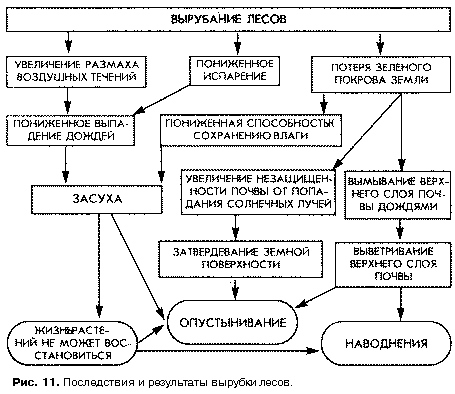 ВЫРУБАНИЕ ЛЕСОВ
УВЕЛИЧЕНИЕ РАЗМАХА
ВОЗДУШНЫХ ТЕЧЕНИЙ
ПОНИЖЕННОЕ
ИСПАРЕНИЕ
ПОТЕРЯ ЗЕЛЕНОГО
ПОКРОВА ЗЕМЛИ
ПОНИЖЕННОЕ ВЫПА-
ДЕНИЕ ДОЖДЕЙ
ПОНИЖЕННАЯ СПОСОБНОСТЬ К
СОХРАНЕНИЮ ВЛАГИ
ЗАСУХА
УВЕЛИЧЕНИЕ НЕЗАЩИЩЕН-
НОСТИ ПОЧВЫ ОТ ПОПА-
ДАНИЯ СОЛНЕЧНЫХ ЛУЧЕЙ
ВЫМЫВАНИЕ ВЕРХ-
НЕГО СЛОЯ ПОЧ-
ВЫ ДОЖДЯМИ
ЗАТВЕРДЕВАНИЕ ЗЕМНОЙ
ПОВЕРХНОСТИ
ВЫВЕТРИВАНИЕ
ВЕРХНЕГО СЛОЯ
ПОЧВЫ
ЖИЗНЬ РАСТЕ-
НИЙ НЕ МОЖЕТ ВОС-
СТАНОВИТЬСЯ
ОПУСТЫНИВАНИЕ
НАВОДНЕНИЯ
Рис. 11. Последствия и результаты вырубки лесов.